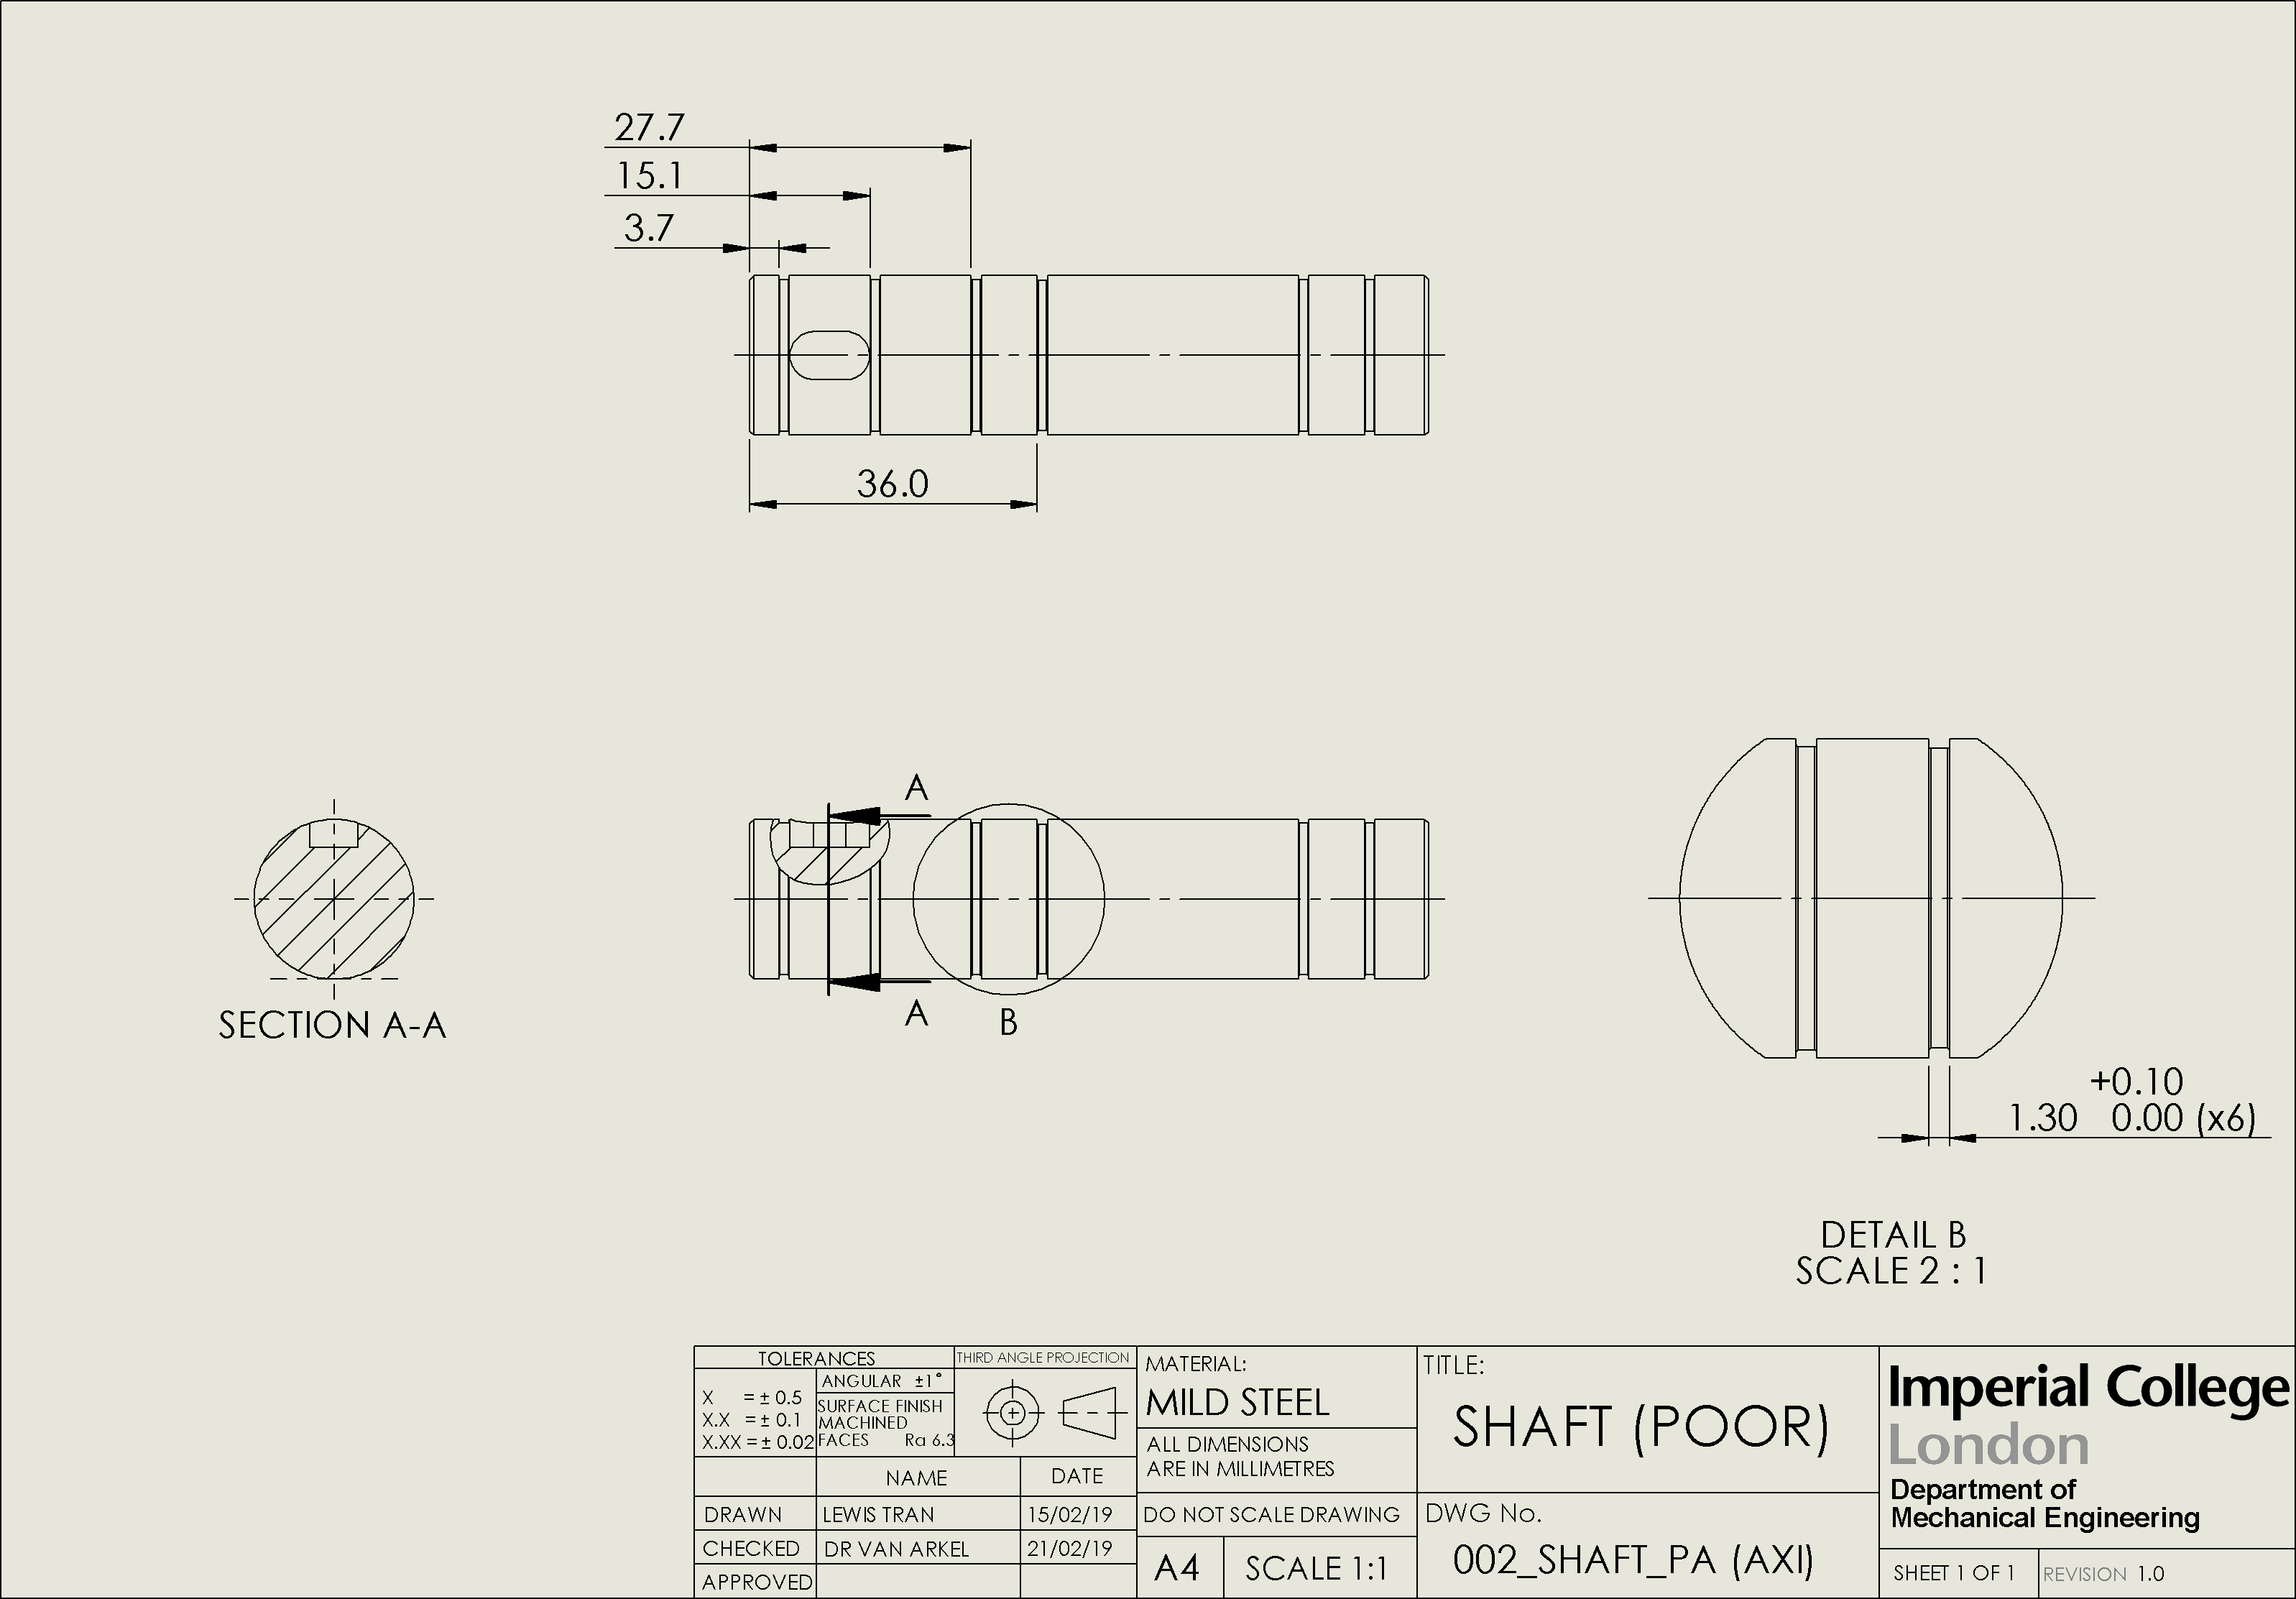 27.7
15.1
3.7
36.0
A
A
B
SECTION A-A
+0.10
1.30 0.00 (x6)
DETAIL B
SCALE 2 : 1
TOLERANCES
X = ± 0.5
X.X = ± 0.1
X.XX = ± 0.02
ANGULAR ±1°
SURFACE FINISH
MACHINED
FACES Ra 6.3
THIRD ANGLE PROJECTION
NAME DATE
DRAWN LEWIS TRAN 15/02/19
CHECKED DR VAN ARKEL 21/02/19
APPROVED
MATERIAL:
MILD STEEL
ALL DIMENSIONS
ARE IN MILLIMETRES
DO NOT SCALE DRAWING
A4 SCALE 1:1
TITLE:
SHAFT (POOR)
DWG No.
002_SHAFT_PA (AXI)
Imperial College
London
Department of
Mechanical Engineering
SHEET 1 OF 1 REVISION 1.0